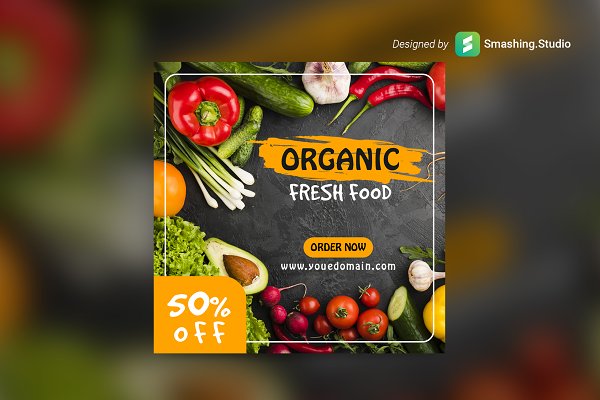 Designed by Smashing.Studio
ORGANIC
FRESH FOOD
ORDER NOW
www.youedomain.com
50%
OFF